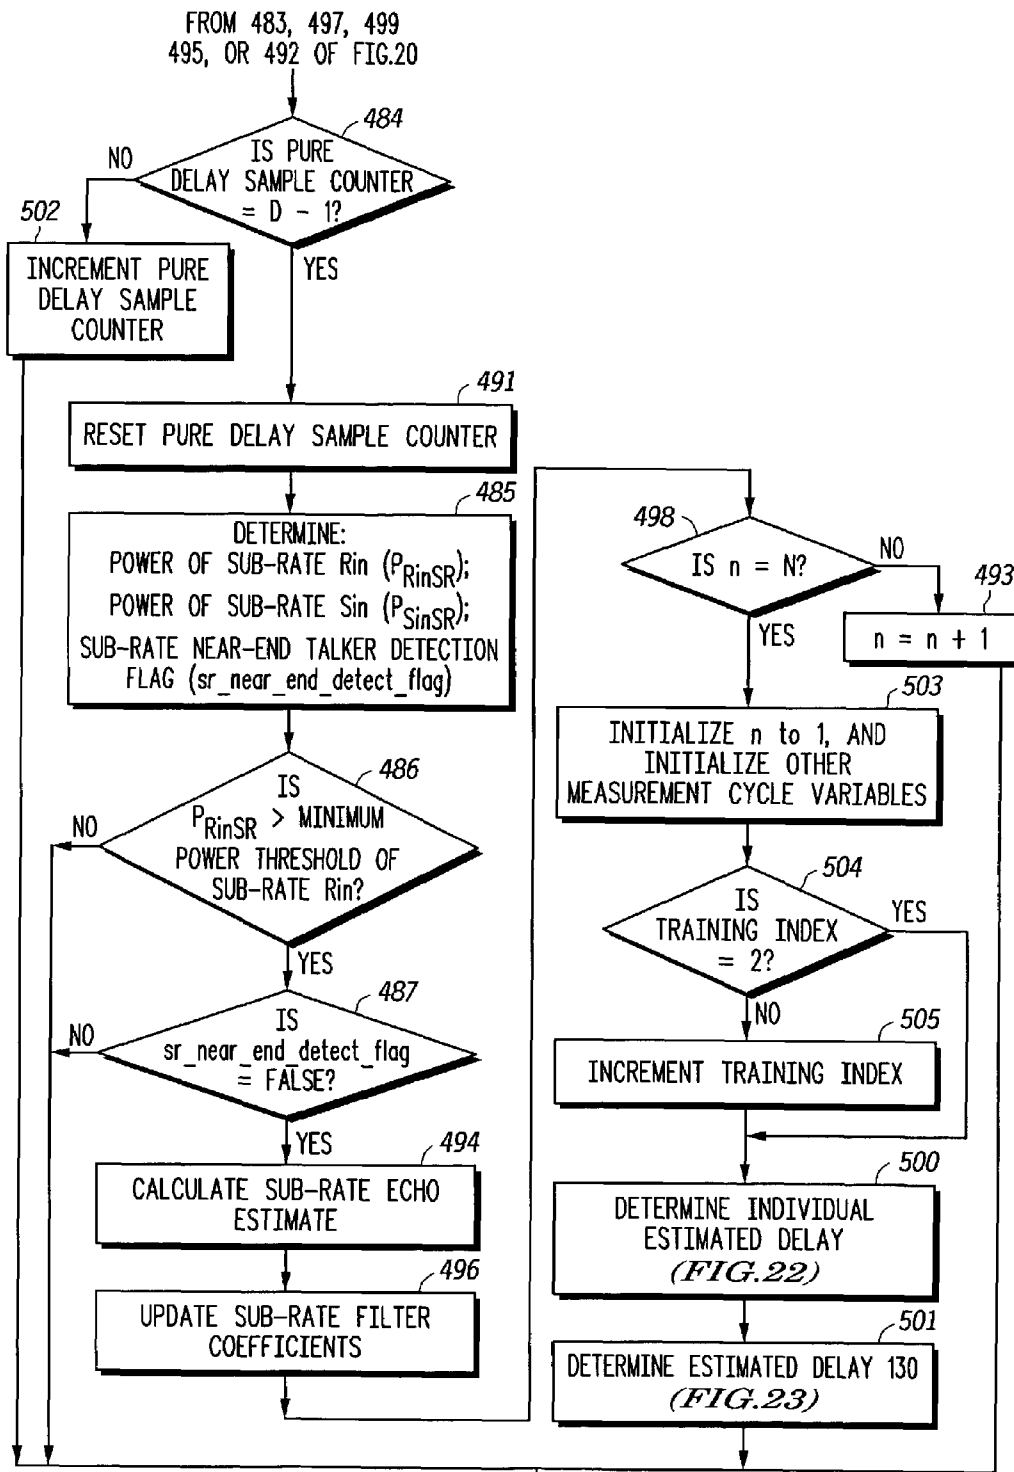 FROM 483, 497, 499
495, OR 492 OF FIG.20
484
IS PURE
DELAY SAMPLE COUNTER
= D - 1?
NO
YES
502
INCREMENT PURE
DELAY SAMPLE
COUNTER
491
RESET PURE DELAY SAMPLE COUNTER
485
DETERMINE:
POWER OF SUB-RATE Rin (PRinSR);
POWER OF SUB-RATE Sin (PSinSR);
SUB-RATE NEAR-END TALKER DETECTION
FLAG (sr_near_end_detect_flag)
486
IS
PRinSR > MINIMUM
POWER THRESHOLD OF
SUB-RATE Rin?
NO
YES
487
IS
sr_near_end_detect_flag
= FALSE?
NO
YES
494
CALCULATE SUB-RATE ECHO
ESTIMATE
496
UPDATE SUB-RATE FILTER
COEFFICIENTS
498
IS n = N?
NO
YES
493
n = n + 1
503
INITIALIZE n to 1, AND
INITIALIZE OTHER
MEASUREMENT CYCLE VARIABLES
504
IS
TRAINING INDEX
= 2?
YES
NO
505
INCREMENT TRAINING INDEX
500
DETERMINE INDIVIDUAL
ESTIMATED DELAY
(FIG.22)
501
DETERMINE ESTIMATED DELAY 130
(FIG.23)